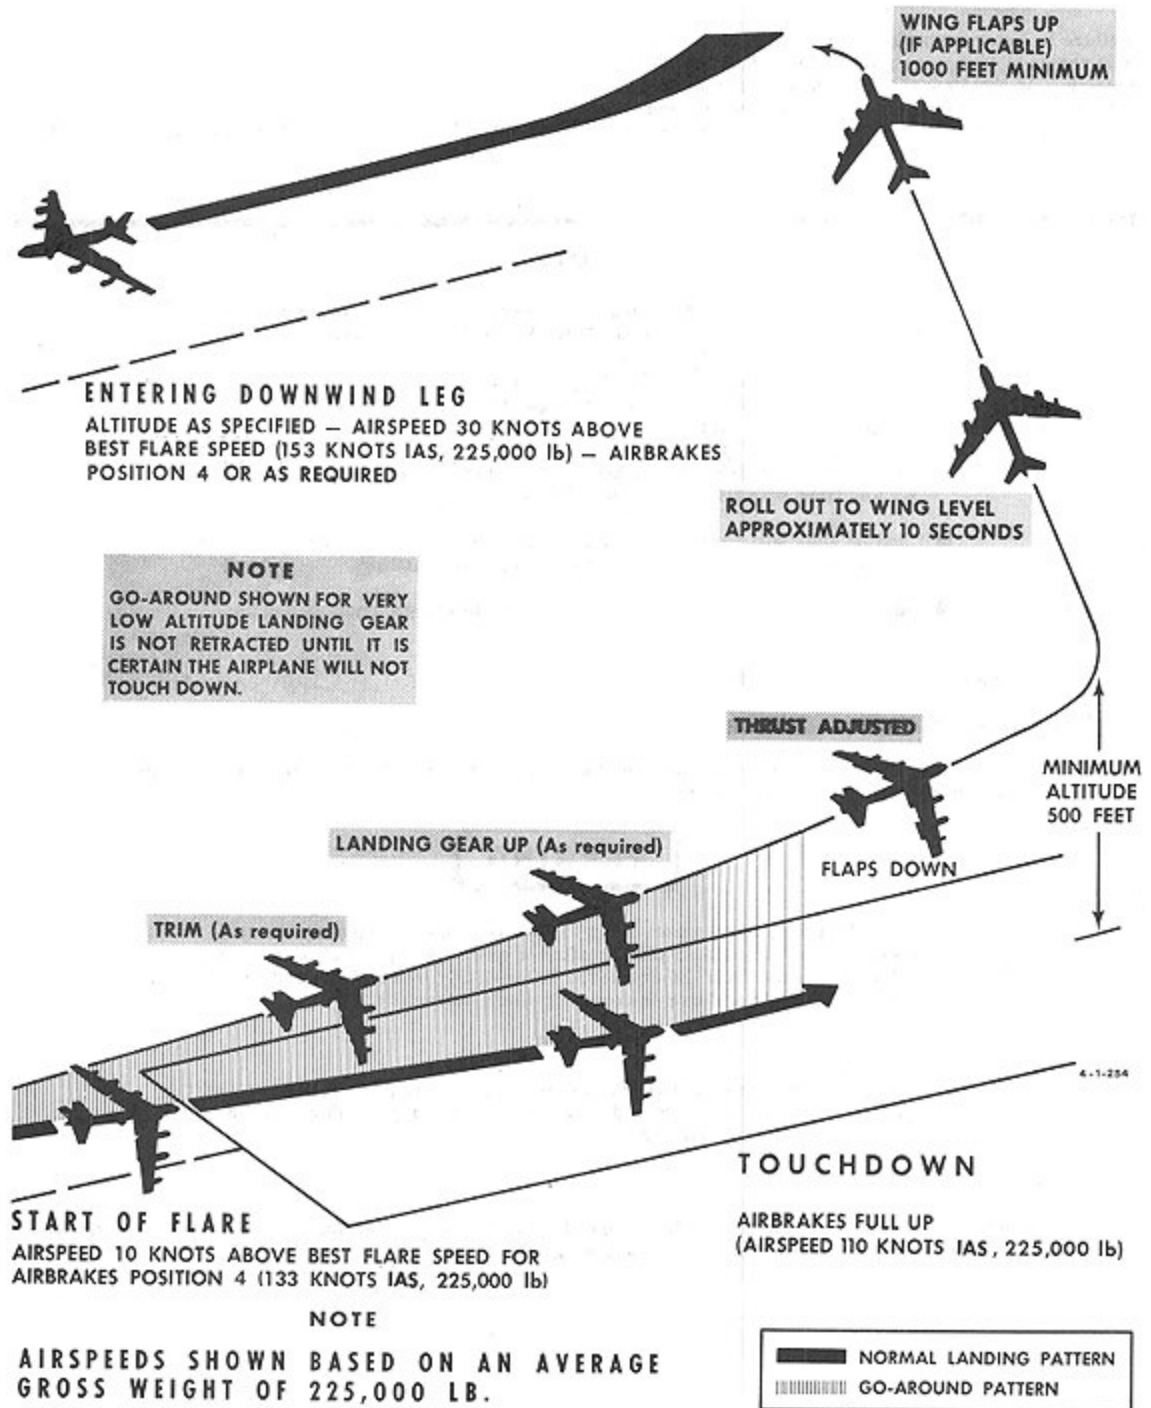 WING FLAPS UP
(IF APPLICABLE)
1000 FEET MINIMUM
ENTERING DOWNWIND LEG
ALTITUDE AS SPECIFIED — AIRSPEED 30 KNOTS ABOVE
BEST FLARE SPEED (153 KNOTS IAS, 225,000 lb) — AIRBRAKES
POSITION 4 OR AS REQUIRED
ROLL OUT TO WING LEVEL
APPROXIMATELY 10 SECONDS
NOTE
GO-AROUND SHOWN FOR VERY
LOW ALTITUDE LANDING GEAR
IS NOT RETRACTED UNTIL IT IS
CERTAIN THE AIRPLANE WILL NOT
TOUCH DOWN.
THRUST ADJUSTED
MINIMUM
ALTITUDE
500 FEET
LANDING GEAR UP (As required)
FLAPS DOWN
TRIM (As required)
4-1-254
TOUCHDOWN
AIRBRAKES FULL UP
(AIRSPEED 110 KNOTS IAS, 225,000 lb)
START OF FLARE
AIRSPEED 10 KNOTS ABOVE BEST FLARE SPEED FOR
AIRBRAKES POSITION 4 (133 KNOTS IAS, 225,000 lb)
NOTE
AIRSPEEDS SHOWN BASED ON AN AVERAGE
GROSS WEIGHT OF 225,000 LB.
NORMAL LANDING PATTERN
GO-AROUND PATTERN